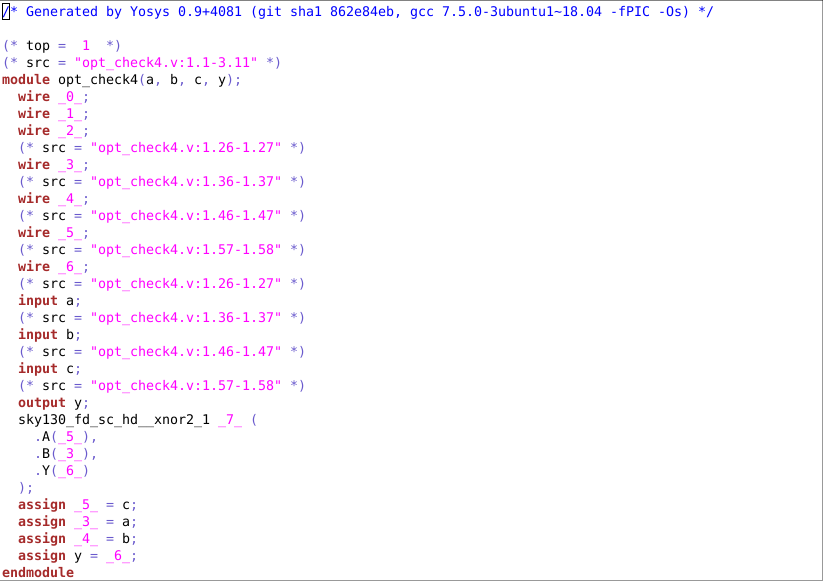 /* Generated by Yosys 0.9+4081 (git sha1 862e84eb, gcc 7.5.0-3ubuntu1~18.04 -fPIC -Os) */
(* top =  1  *)
(* src = "opt_check4.v:1.1-3.11" *)
module opt_check4(a, b, c, y);
  wire _0_;
  wire _1_;
  wire _2_;
  (* src = "opt_check4.v:1.26-1.27" *)
  wire _3_;
  (* src = "opt_check4.v:1.36-1.37" *)
  wire _4_;
  (* src = "opt_check4.v:1.46-1.47" *)
  wire _5_;
  (* src = "opt_check4.v:1.57-1.58" *)
  wire _6_;
  (* src = "opt_check4.v:1.26-1.27" *)
  input a;
  (* src = "opt_check4.v:1.36-1.37" *)
  input b;
  (* src = "opt_check4.v:1.46-1.47" *)
  input c;
  (* src = "opt_check4.v:1.57-1.58" *)
  output y;
  sky130_fd_sc_hd__xnor2_1 _7_ (
    .A(_5_),
    .B(_3_),
    .Y(_6_)
  );
  assign _5_ = c;
  assign _3_ = a;
  assign _4_ = b;
  assign y = _6_;
endmodule